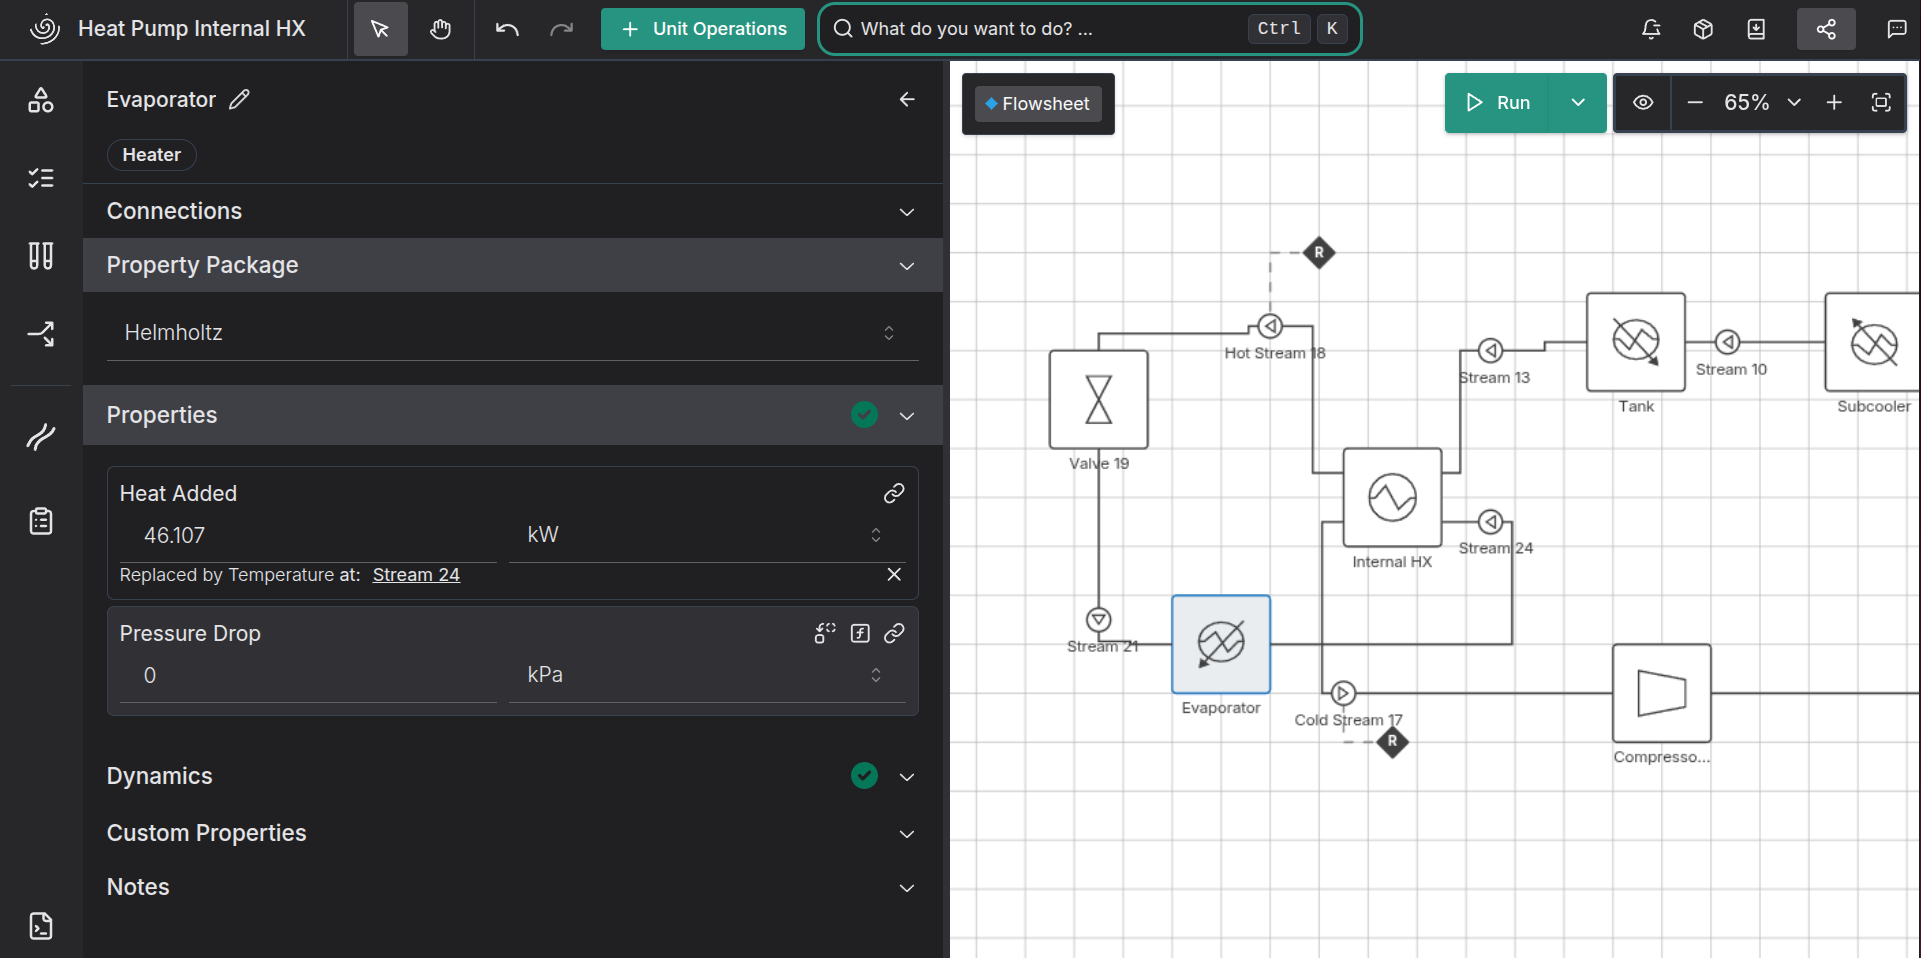 Heat Pump Internal HX
Unit Operations
What do you want to do? ...
Ctrl K
Evaporator
Heater
Connections
Property Package
Helmholtz
Properties
Heat Added
46.107 kW
Replaced by Temperature at: Stream 24
Pressure Drop
0 kPa
Dynamics
Custom Properties
Notes
Flowsheet
Run
65%
R
Hot Stream 18
Stream 13
Stream 10
Tank
Subcooler
Valve 19
Stream 24
Internal HX
Stream 21
Evaporator
Cold Stream 17
R
Compresso...